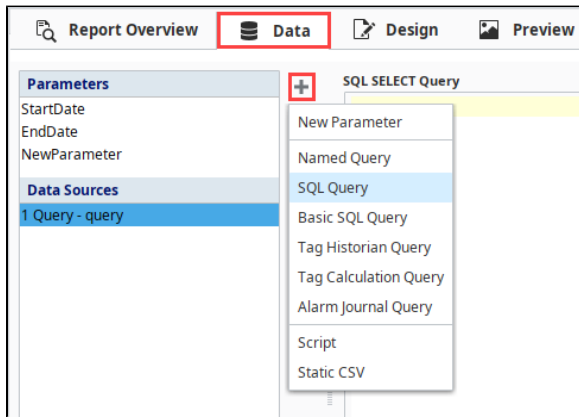 Report Overview Data Design Preview
Parameters
StartDate
EndDate
NewParameter
Data Sources
1 Query - query
SQL SELECT Query
New Parameter
Named Query
SQL Query
Basic SQL Query
Tag Historian Query
Tag Calculation Query
Alarm Journal Query
Script
Static CSV